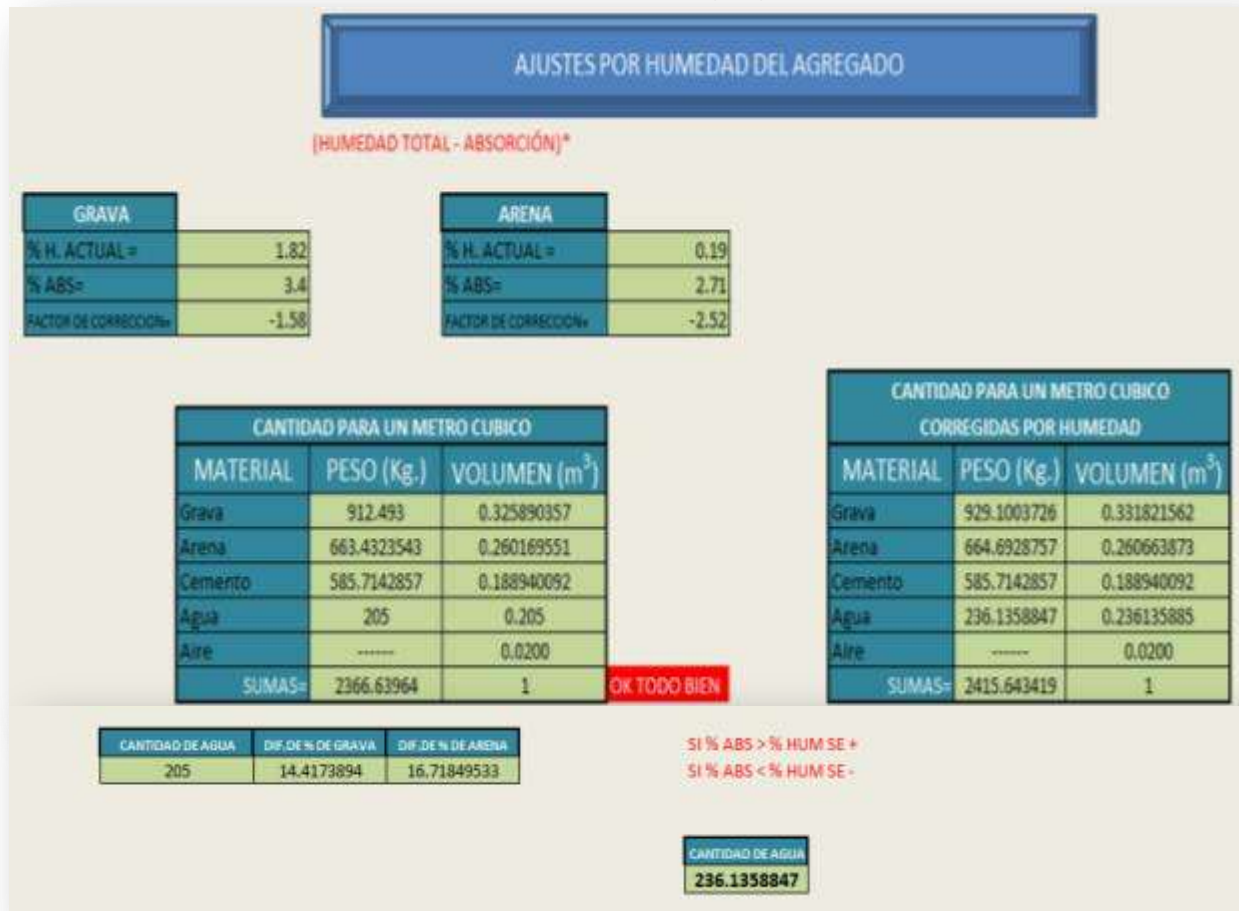 AJUSTES POR HUMEDAD DEL AGREGADO
(HUMEDAD TOTAL - ABSORCIÓN)*
GRAVA
% H. ACTUAL = 1.82
% ABS= 3.4
FACTOR DE CORRECCION= -1.58
ARENA
% H. ACTUAL = 0.19
% ABS= 2.71
FACTOR DE CORRECCION= -2.52
CANTIDAD PARA UN METRO CUBICO
MATERIAL PESO (Kg.) VOLUMEN (m³)
Grava 912.493 0.325890357
Arena 663.4323543 0.260169551
Cemento 585.7142857 0.188940092
Agua 205 0.205
Aire ------ 0.0200
SUMAS= 2366.63964 1 OK TODO BIEN
CANTIDAD PARA UN METRO CUBICO
CORREGIDAS POR HUMEDAD
MATERIAL PESO (Kg.) VOLUMEN (m³)
Grava 929.1003726 0.331821562
Arena 664.6928757 0.260663873
Cemento 585.7142857 0.188940092
Agua 236.1358847 0.236135885
Aire ------ 0.0200
SUMAS= 2415.643419 1
CANTIDAD DE AGUA DIF.DE % DE GRAVA DIF.DE % DE ARENA
205 14.4173894 16.71849533
SI % ABS > % HUM SE +
SI % ABS < % HUM SE -
CANTIDAD DE AGUA
236.1358847